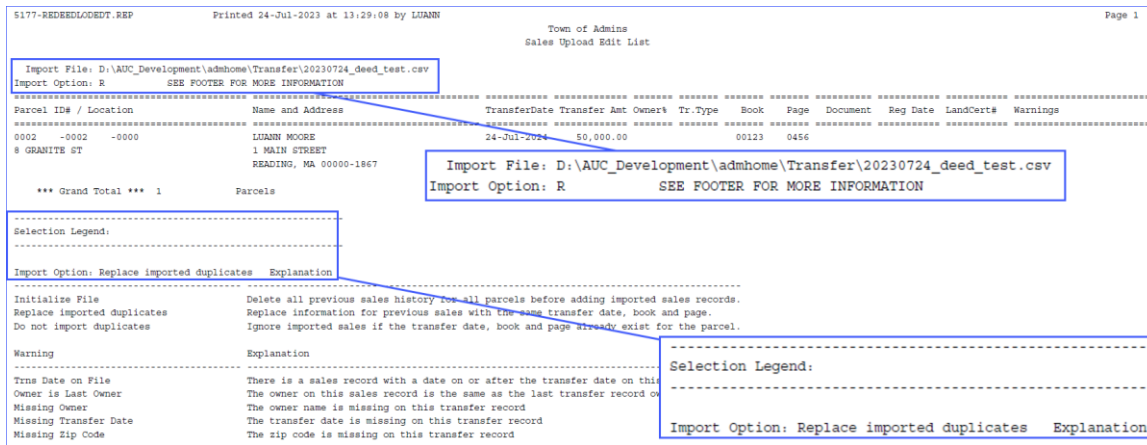 5177-REDEEDLODEDT.REP Printed 24-Jul-2023 at 13:29:08 by LUANN Page 1
Town of Admins
Sales Upload Edit List
Import File: D:\AUC_Development\admhome\Transfer\20230724_deed_test.csv
Import Option: R SEE FOOTER FOR MORE INFORMATION
Parcel ID# / Location Name and Address TransferDate Transfer Amt Owner% Tr.Type Book Page Document Reg Date LandCert# Warnings
0002 -0002 -0000 LUANN MOORE 24-Jul-2024 50,000.00 00123 0456
8 GRANITE ST 1 MAIN STREET
READING, MA 00000-1867
Import File: D:\AUC_Development\admhome\Transfer\20230724_deed_test.csv
Import Option: R SEE FOOTER FOR MORE INFORMATION
*** Grand Total *** 1 Parcels
Selection Legend:
Import Option: Replace imported duplicates Explanation
Initialize File Delete all previous sales history for all parcels before adding imported sales records.
Replace imported duplicates Replace information for previous sales with the same transfer date, book and page.
Do not import duplicates Ignore imported sales if the transfer date, book and page already exist for the parcel.
Warning Explanation
Trns Date on File There is a sales record with a date on or after the transfer date on this
Owner is Last Owner The owner on this sales record is the same as the last transfer record
Missing Owner The owner name is missing on this transfer record
Missing Transfer Date The transfer date is missing on this transfer record
Missing Zip Code The zip code is missing on this transfer record
Selection Legend:
Import Option: Replace imported duplicates Explanation